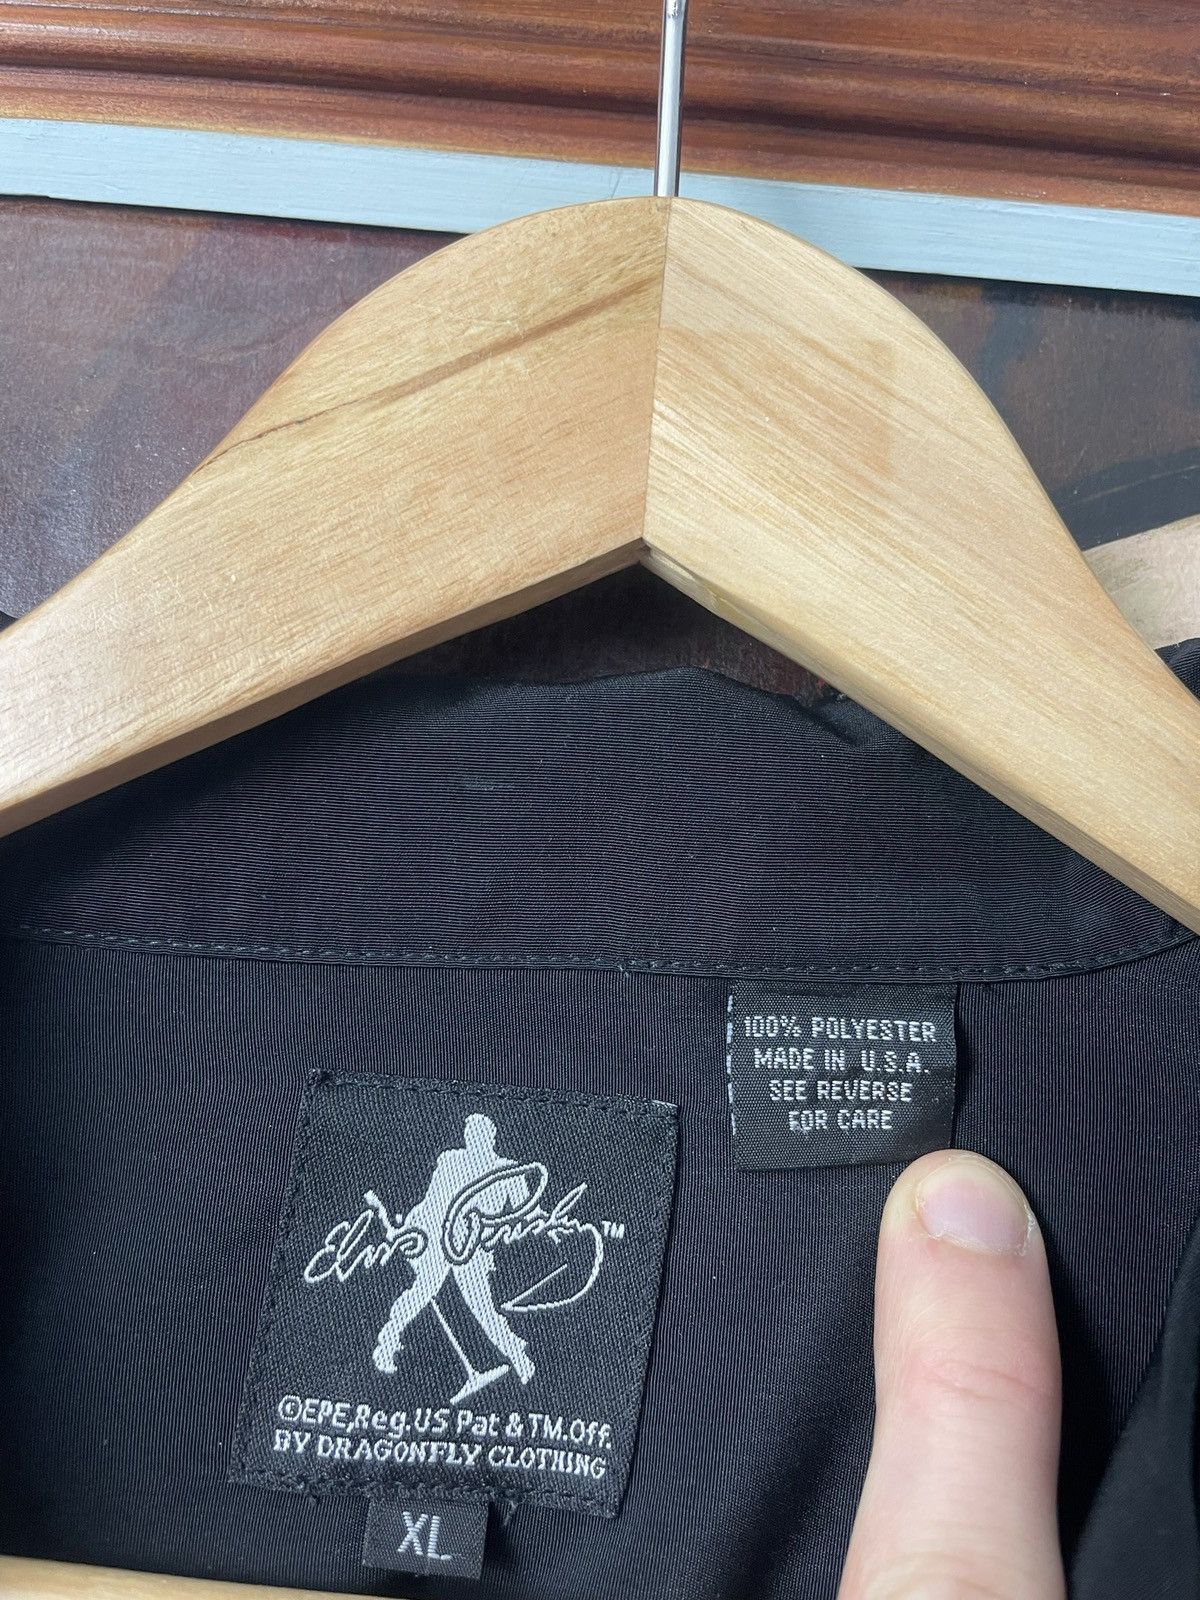 100% POLYESTER
MADE IN U.S.A.
SEE REVERSE
FOR CARE
Elvis Presley™
©EPE,Reg.US Pat & TM.Off.
BY DRAGONFLY CLOTHING
XL